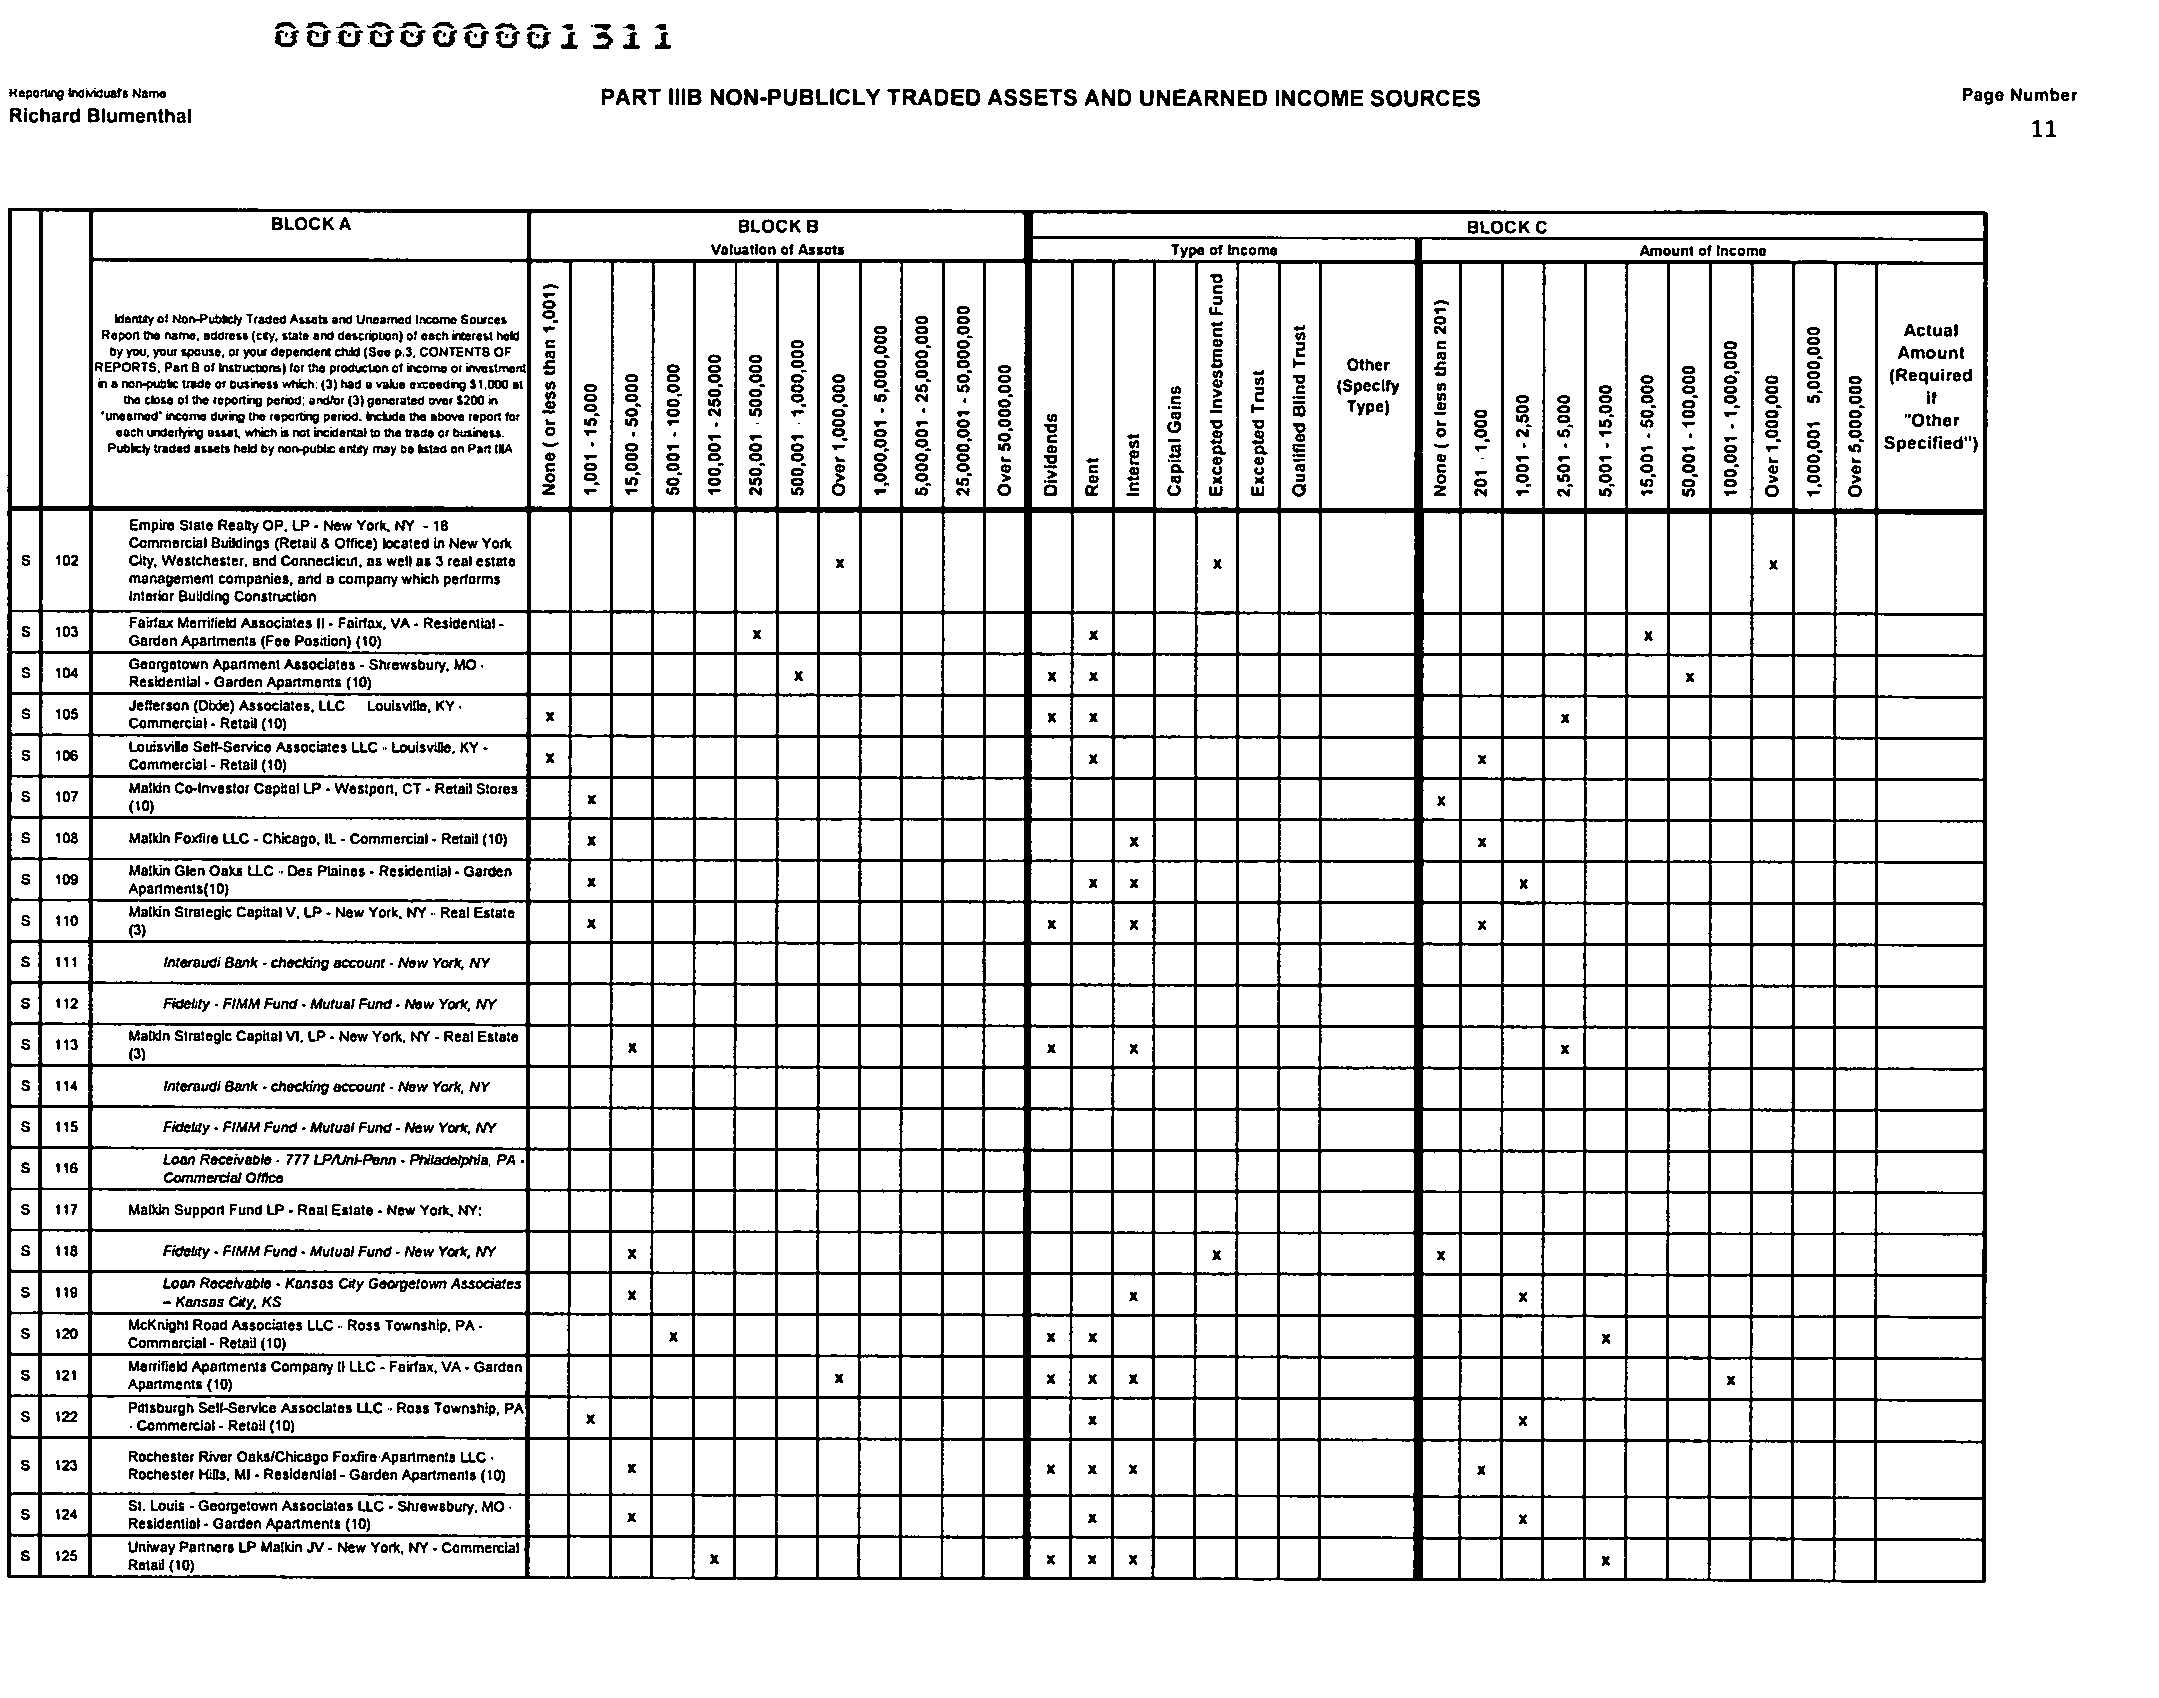 0000000001311
Reporting Individual's Name
Richard Blumenthal
PART IIIB NON-PUBLICLY TRADED ASSETS AND UNEARNED INCOME SOURCES
Page Number
11
BLOCK A
BLOCK B
BLOCK C
Valuation of Assets
Type of Income
Amount of Income
Identity of Non-Publicly Traded Assets and Unearned Income Sources
Report the name, address (city, state and description) of each interest held
by you, your spouse, or your dependent child (See p.3, CONTENTS OF
REPORTS, Part B of Instructions) for the production of income or investment
in a non-public trade or business which: (3) had a value exceeding $1,000 at
the close of the reporting period; and/or (3) generated over $200 in
"unearned" income during the reporting period. Include the above report for
each underlying asset, which is not incidental to the trade or business.
Publicly traded assets held by non-public entity may be listed on Part IIIA
None ( or less than 1,001)
1,001 - 15,000
15,000 - 50,000
50,001 - 100,000
100,001 - 250,000
250,001 - 500,000
500,001 - 1,000,000
Over 1,000,000
1,000,001 - 5,000,000
5,000,001 - 25,000,000
25,000,001 - 50,000,000
Over 50,000,000
Dividends
Rent
Interest
Capital Gains
Excepted Investment Fund
Excepted Trust
Qualified Blind Trust
Other
(Specify
Type)
None ( or less than 201)
201 - 1,000
1,001 - 2,500
2,501 - 5,000
5,001 - 15,000
15,001 - 50,000
50,001 - 100,000
100,001 - 1,000,000
Over 1,000,000
1,000,001 5,000,000
Over 5,000,000
Actual
Amount
(Required
if
"Other
Specified")
Empire State Realty OP, LP - New York, NY - 18
Commercial Buildings (Retail & Office) located in New York
S 102 City, Westchester, and Connecticut, as well as 3 real estate x x x
management companies, and a company which performs
Interior Building Construction
S 103 Fairfax Merrifield Associates II - Fairfax, VA - Residential - x x x
Garden Apartments (Fee Position) (10)
S 104 Georgetown Apartment Associates - Shrewsbury, MO - x x x x
Residential - Garden Apartments (10)
S 105 Jefferson (Dixie) Associates, LLC Louisville, KY - x x x x
Commercial - Retail (10)
S 106 Louisville Self-Service Associates LLC - Louisville, KY - x x x
Commercial - Retail (10)
S 107 Malkin Co-Investor Capital LP - Westport, CT - Retail Stores x x
(10)
S 108 Malkin Foxfire LLC - Chicago, IL - Commercial - Retail (10) x x x
S 109 Malkin Glen Oaks LLC - Des Plaines - Residential - Garden x x x x
Apartments(10)
S 110 Malkin Strategic Capital V, LP - New York, NY - Real Estate x x x x
(3)
S 111 Interaudi Bank - checking account - New York, NY
S 112 Fidelity - FIMM Fund - Mutual Fund - New York, NY
S 113 Malkin Strategic Capital VI, LP - New York, NY - Real Estate x x x x
(3)
S 114 Interaudi Bank - checking account - New York, NY
S 115 Fidelity - FIMM Fund - Mutual Fund - New York, NY
S 116 Loan Receivable - 777 LP/Uni-Penn - Philadelphia, PA -
Commercial Office
S 117 Malkin Support Fund LP - Real Estate - New York, NY:
S 118 Fidelity - FIMM Fund - Mutual Fund - New York, NY x x x
S 119 Loan Receivable - Kansas City Georgetown Associates x x x
– Kansas City, KS
S 120 McKnight Road Associates LLC - Ross Township, PA - x x x x
Commercial - Retail (10)
S 121 Merrifield Apartments Company II LLC - Fairfax, VA - Garden x x x x x
Apartments (10)
S 122 Pittsburgh Self-Service Associates LLC - Ross Township, PA x x x
- Commercial - Retail (10)
S 123 Rochester River Oaks/Chicago Foxfire Apartments LLC - x x x x x
Rochester Hills, MI - Residential - Garden Apartments (10)
S 124 St. Louis - Georgetown Associates LLC - Shrewsbury, MO - x x x
Residential - Garden Apartments (10)
S 125 Uniway Partners LP Malkin JV - New York, NY - Commercial x x x x x
Retail (10)